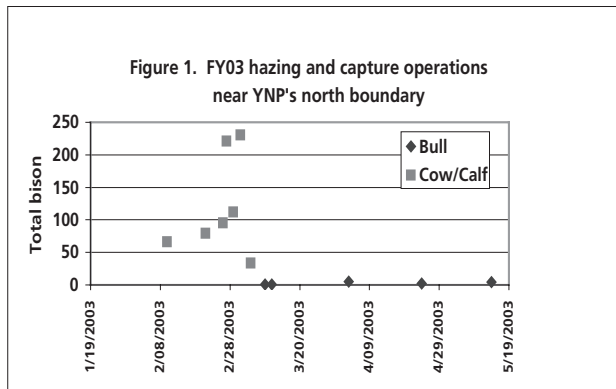 Figure 1. FY03 hazing and capture operations
near YNP's north boundary
250
200
150
100
50
0
Total bison
Bull
Cow/Calf
1/19/2003
2/08/2003
2/28/2003
3/20/2003
4/09/2003
4/29/2003
5/19/2003